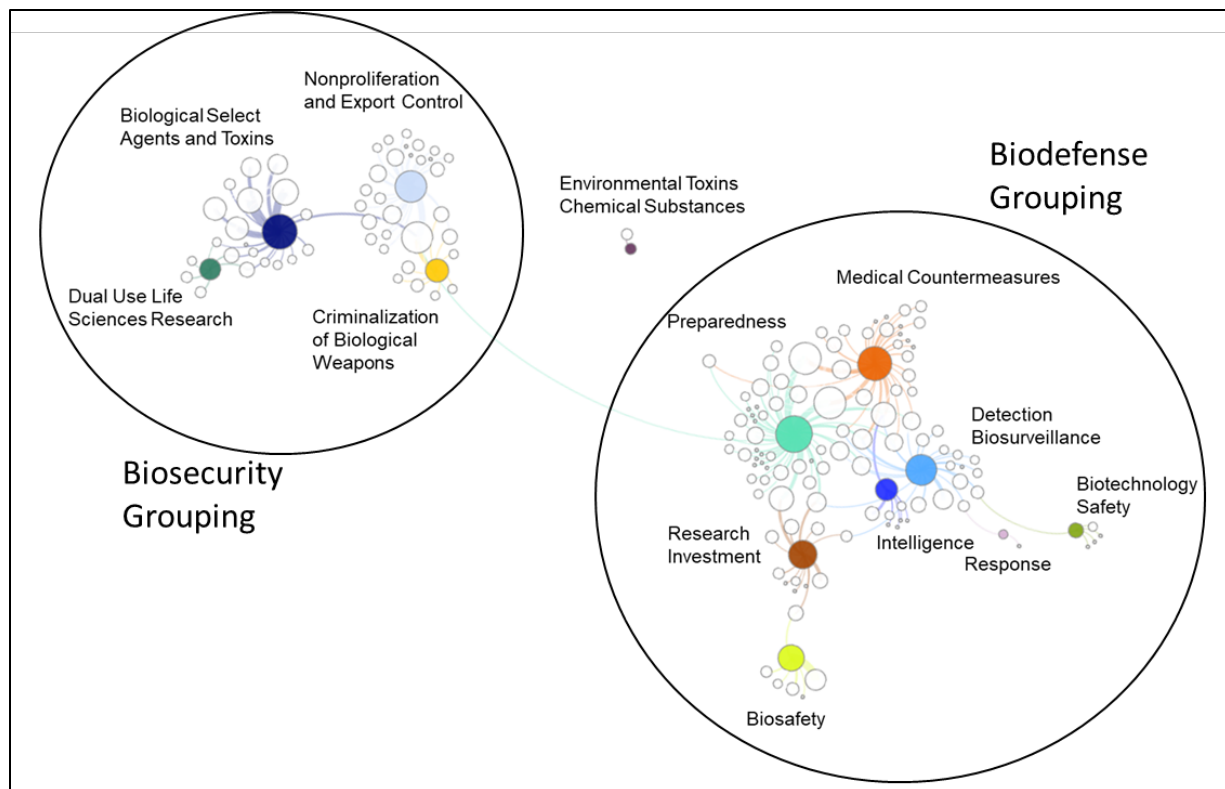 Nonproliferation
and Export Control
Biological Select
Agents and Toxins
Dual Use Life
Sciences Research
Criminalization
of Biological
Weapons
Biosecurity
Grouping
Environmental Toxins
Chemical Substances
Biodefense
Grouping
Medical Countermeasures
Preparedness
Detection
Biosurveillance
Biotechnology
Safety
Research
Investment
Intelligence
Response
Biosafety